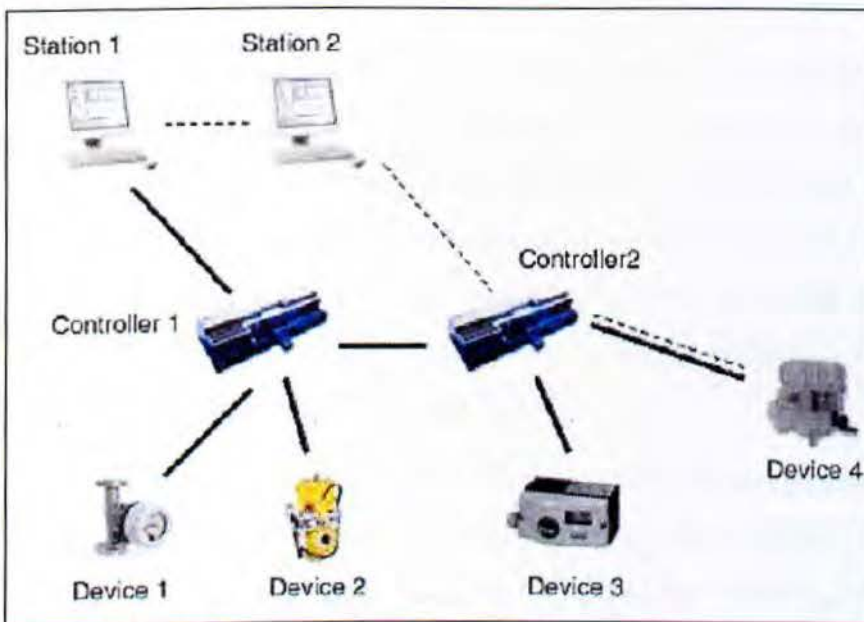 Station 1
Station 2
Controller2
Controller 1
Device 4
Device 1
Device 2
Device 3